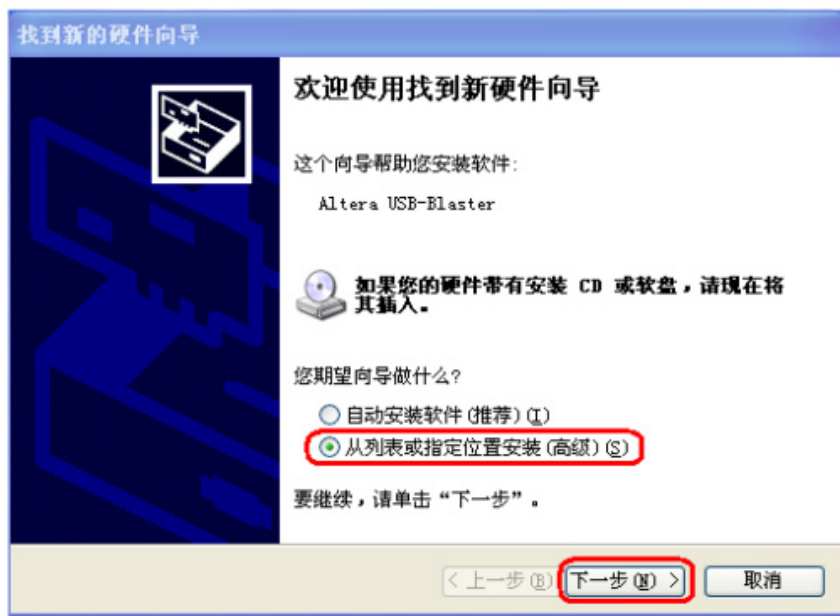 找到新的硬件向导
欢迎使用找到新硬件向导
这个向导帮助您安装软件:
Altera USB-Blaster
如果您的硬件带有安装 CD 或软盘，请现在将
其插入。
您期望向导做什么?
自动安装软件(推荐)(I)
从列表或指定位置安装(高级)(S)
要继续，请单击“下一步”。
< 上一步(B) 下一步(N) > 取消